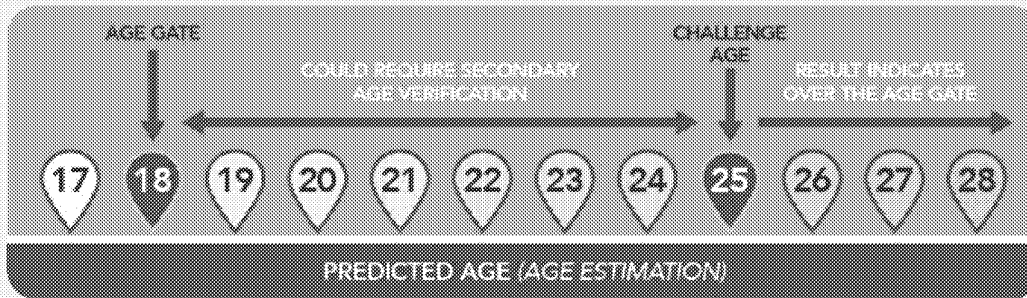 AGE GATE
CHALLENGE
AGE
COULD REQUIRE SECONDARY
AGE VERIFICATION
RESULT INDICATES
OVER THE AGE GATE
17 18 19 20 21 22 23 24 25 26 27 28
PREDICTED AGE (AGE ESTIMATION)